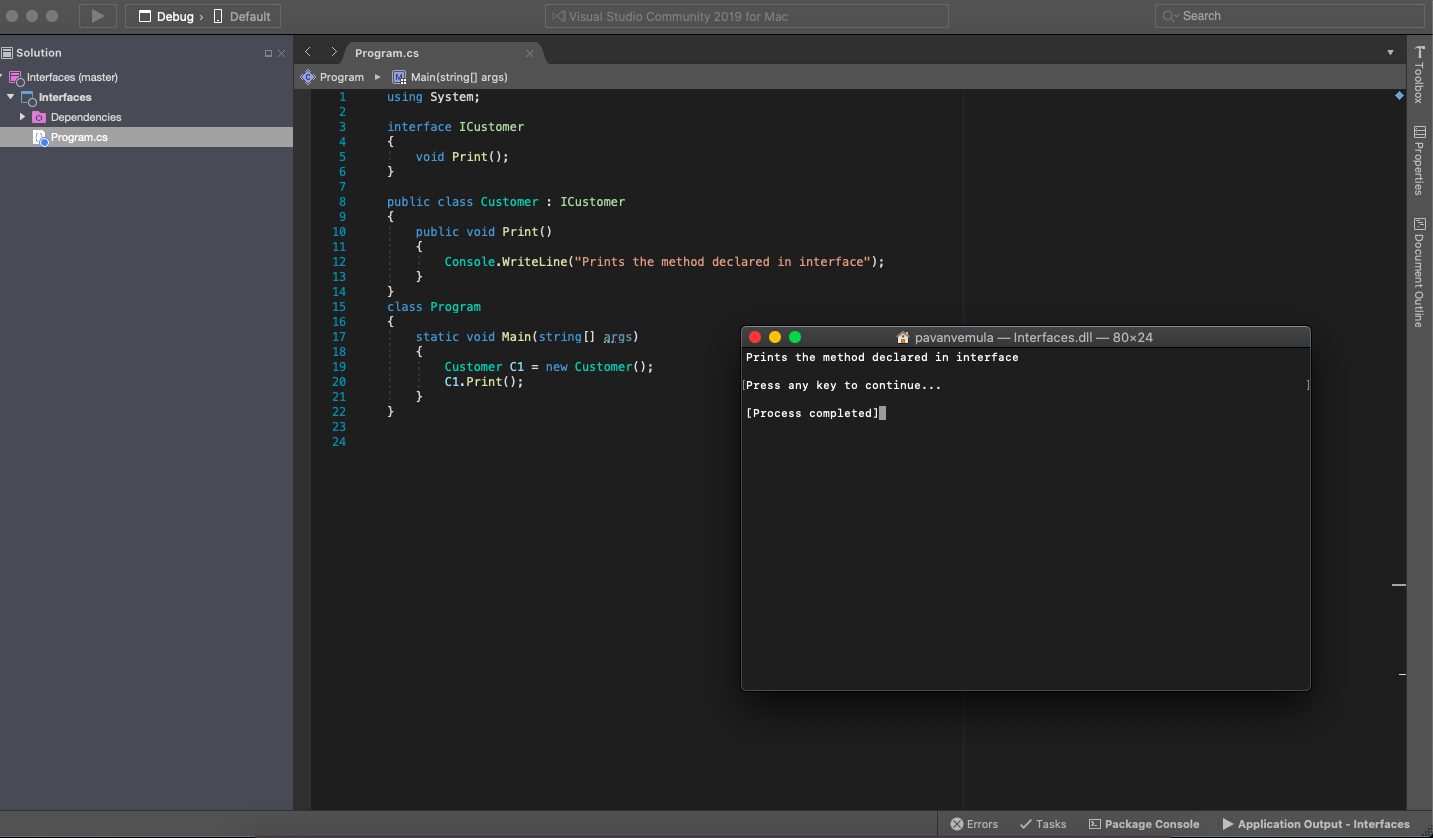 Debug › Default
Visual Studio Community 2019 for Mac
Search
Solution
Interfaces (master)
Interfaces
Dependencies
Program.cs
Program.cs
Program ▸ Main(string[] args)
1 using System;
2
3 interface ICustomer
4 {
5 void Print();
6 }
7
8 public class Customer : ICustomer
9 {
10 public void Print()
11 {
12 Console.WriteLine("Prints the method declared in interface");
13 }
14 }
15 class Program
16 {
17 static void Main(string[] args)
18 {
19 Customer C1 = new Customer();
20 C1.Print();
21 }
22 }
23
24
pavanvemula — Interfaces.dll — 80×24
Prints the method declared in interface
[Press any key to continue... ]
[Process completed]
Toolbox
Properties
Document Outline
Errors
Tasks
Package Console
Application Output - Interfaces